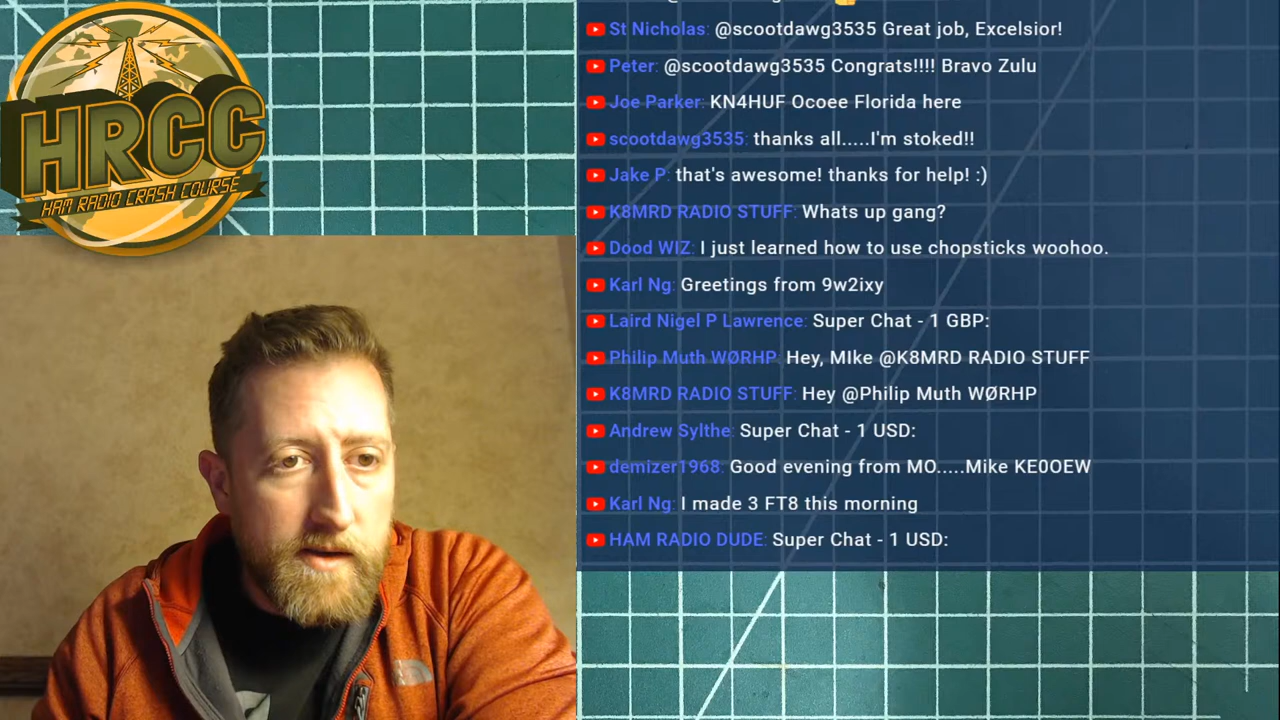 HRCC
HAM RADIO CRASH COURSE
St Nicholas: @scootdawg3535 Great job, Excelsior!
Peter: @scootdawg3535 Congrats!!!! Bravo Zulu
Joe Parker: KN4HUF Ocoee Florida here
scootdawg3535: thanks all.....I'm stoked!!
Jake P: that's awesome! thanks for help! :)
K8MRD RADIO STUFF: Whats up gang?
Dood WIZ: I just learned how to use chopsticks woohoo.
Karl Ng: Greetings from 9w2ixy
Laird Nigel P Lawrence: Super Chat - 1 GBP:
Philip Muth WØRHP: Hey, MIke @K8MRD RADIO STUFF
K8MRD RADIO STUFF: Hey @Philip Muth WØRHP
Andrew Sylthe: Super Chat - 1 USD:
demizer1968: Good evening from MO.....Mike KE0OEW
Karl Ng: I made 3 FT8 this morning
HAM RADIO DUDE: Super Chat - 1 USD: